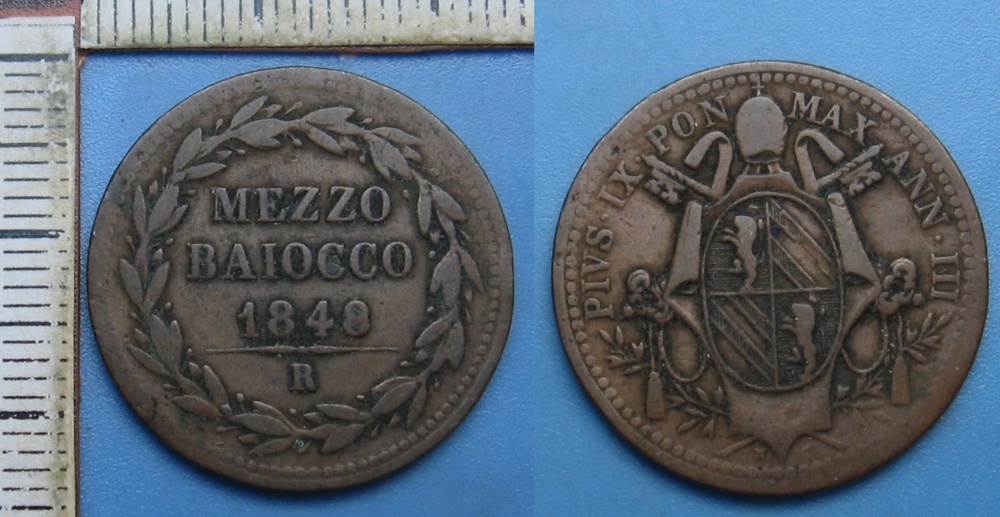 MEZZO
BAIOCCO
1848
R
PIVS·IX·PON MAX ANN·III